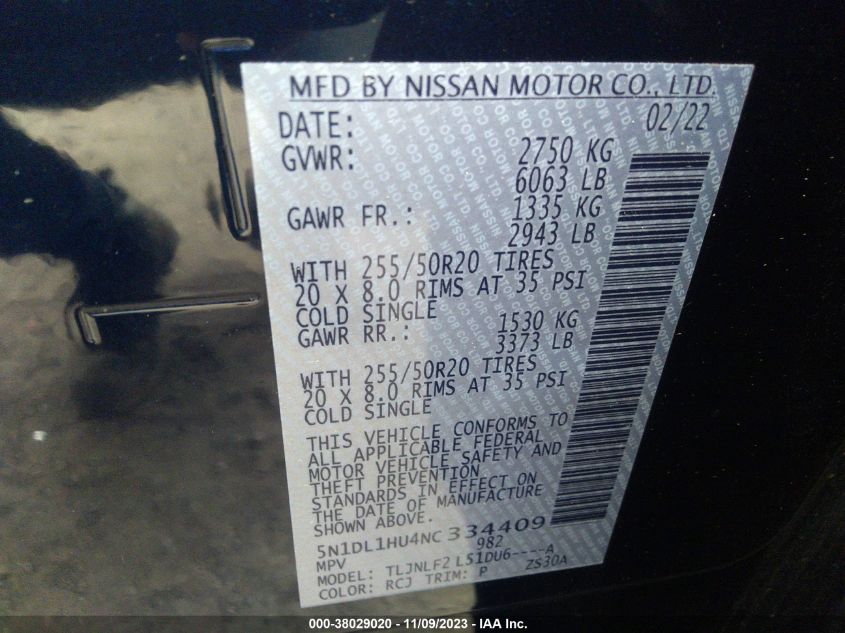 MFD BY NISSAN MOTOR CO., LTD.
DATE: 02/22
GVWR: 2750 KG
6063 LB
GAWR FR.: 1335 KG
2943 LB
WITH 255/50R20 TIRES
20 X 8.0 RIMS AT 35 PSI
COLD SINGLE
GAWR RR.: 1530 KG
3373 LB
WITH 255/50R20 TIRES
20 X 8.0 RIMS AT 35 PSI
COLD SINGLE
THIS VEHICLE CONFORMS TO
ALL APPLICABLE FEDERAL
MOTOR VEHICLE SAFETY AND
THEFT PREVENTION
STANDARDS IN EFFECT ON
THE DATE OF MANUFACTURE
SHOWN ABOVE.
5N1DL1HU4NC334409
MPV 982
MODEL: TLJNLF2 L51DU6----A
COLOR: RCJ TRIM: P ZS30A
000-38029020 - 11/09/2023 - IAA Inc.